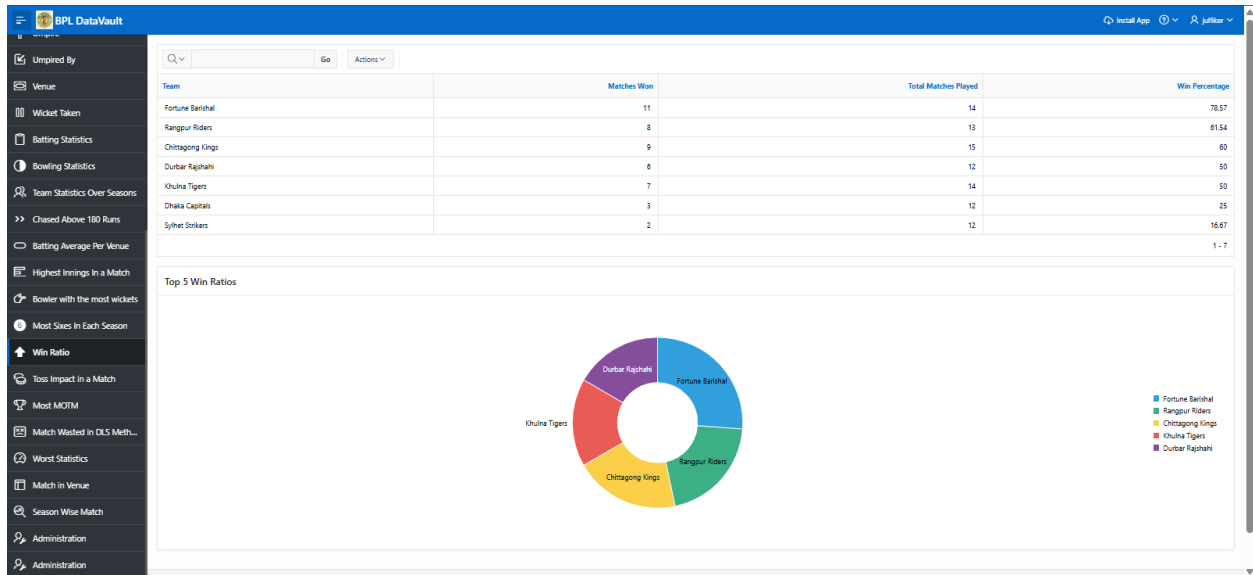 BPL DataVault
Install App
julfiker
Umpire
Umpired By
Venue
Wicket Taken
Batting Statistics
Bowling Statistics
Team Statistics Over Seasons
Chased Above 180 Runs
Batting Average Per Venue
Highest Innings In a Match
Bowler with the most wickets
6 Most Sixes In Each Season
Win Ratio
Toss Impact in a Match
Most MOTM
Match Wasted in DLS Meth...
Worst Statistics
Match in Venue
Season Wise Match
Administration
Administration
Go Actions
Team Matches Won Total Matches Played Win Percentage
Fortune Barishal 11 14 78.57
Rangpur Riders 8 13 61.54
Chittagong Kings 9 15 60
Durbar Rajshahi 6 12 50
Khulna Tigers 7 14 50
Dhaka Capitals 3 12 25
Sylhet Strikers 2 12 16.67
1 - 7
Top 5 Win Ratios
Durbar Rajshahi
Fortune Barishal
Khulna Tigers
Rangpur Riders
Chittagong Kings
Fortune Barishal
Rangpur Riders
Chittagong Kings
Khulna Tigers
Durbar Rajshahi